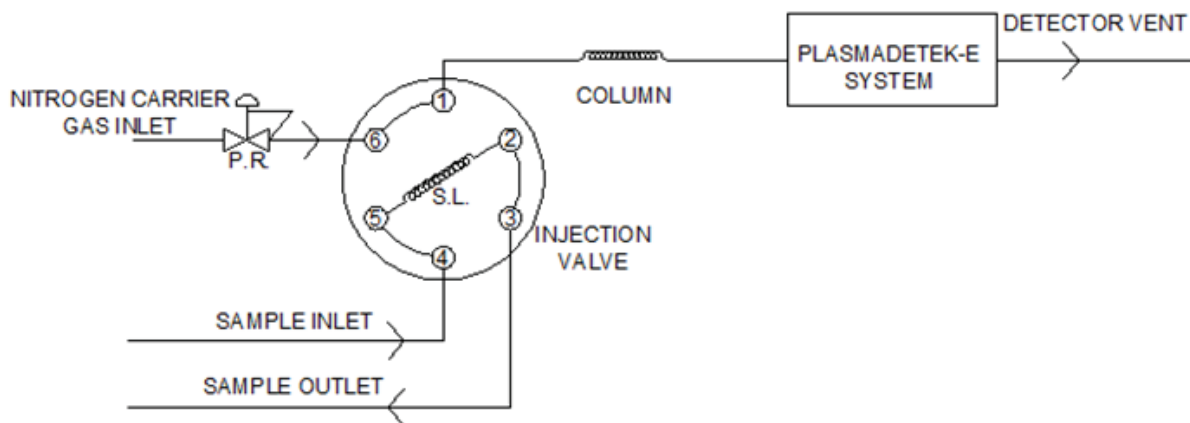 DETECTOR VENT
PLASMADETEK-E
SYSTEM
COLUMN
NITROGEN CARRIER
GAS INLET
P.R.
1
6
2
S.L.
5
3
4
INJECTION
VALVE
SAMPLE INLET
SAMPLE OUTLET